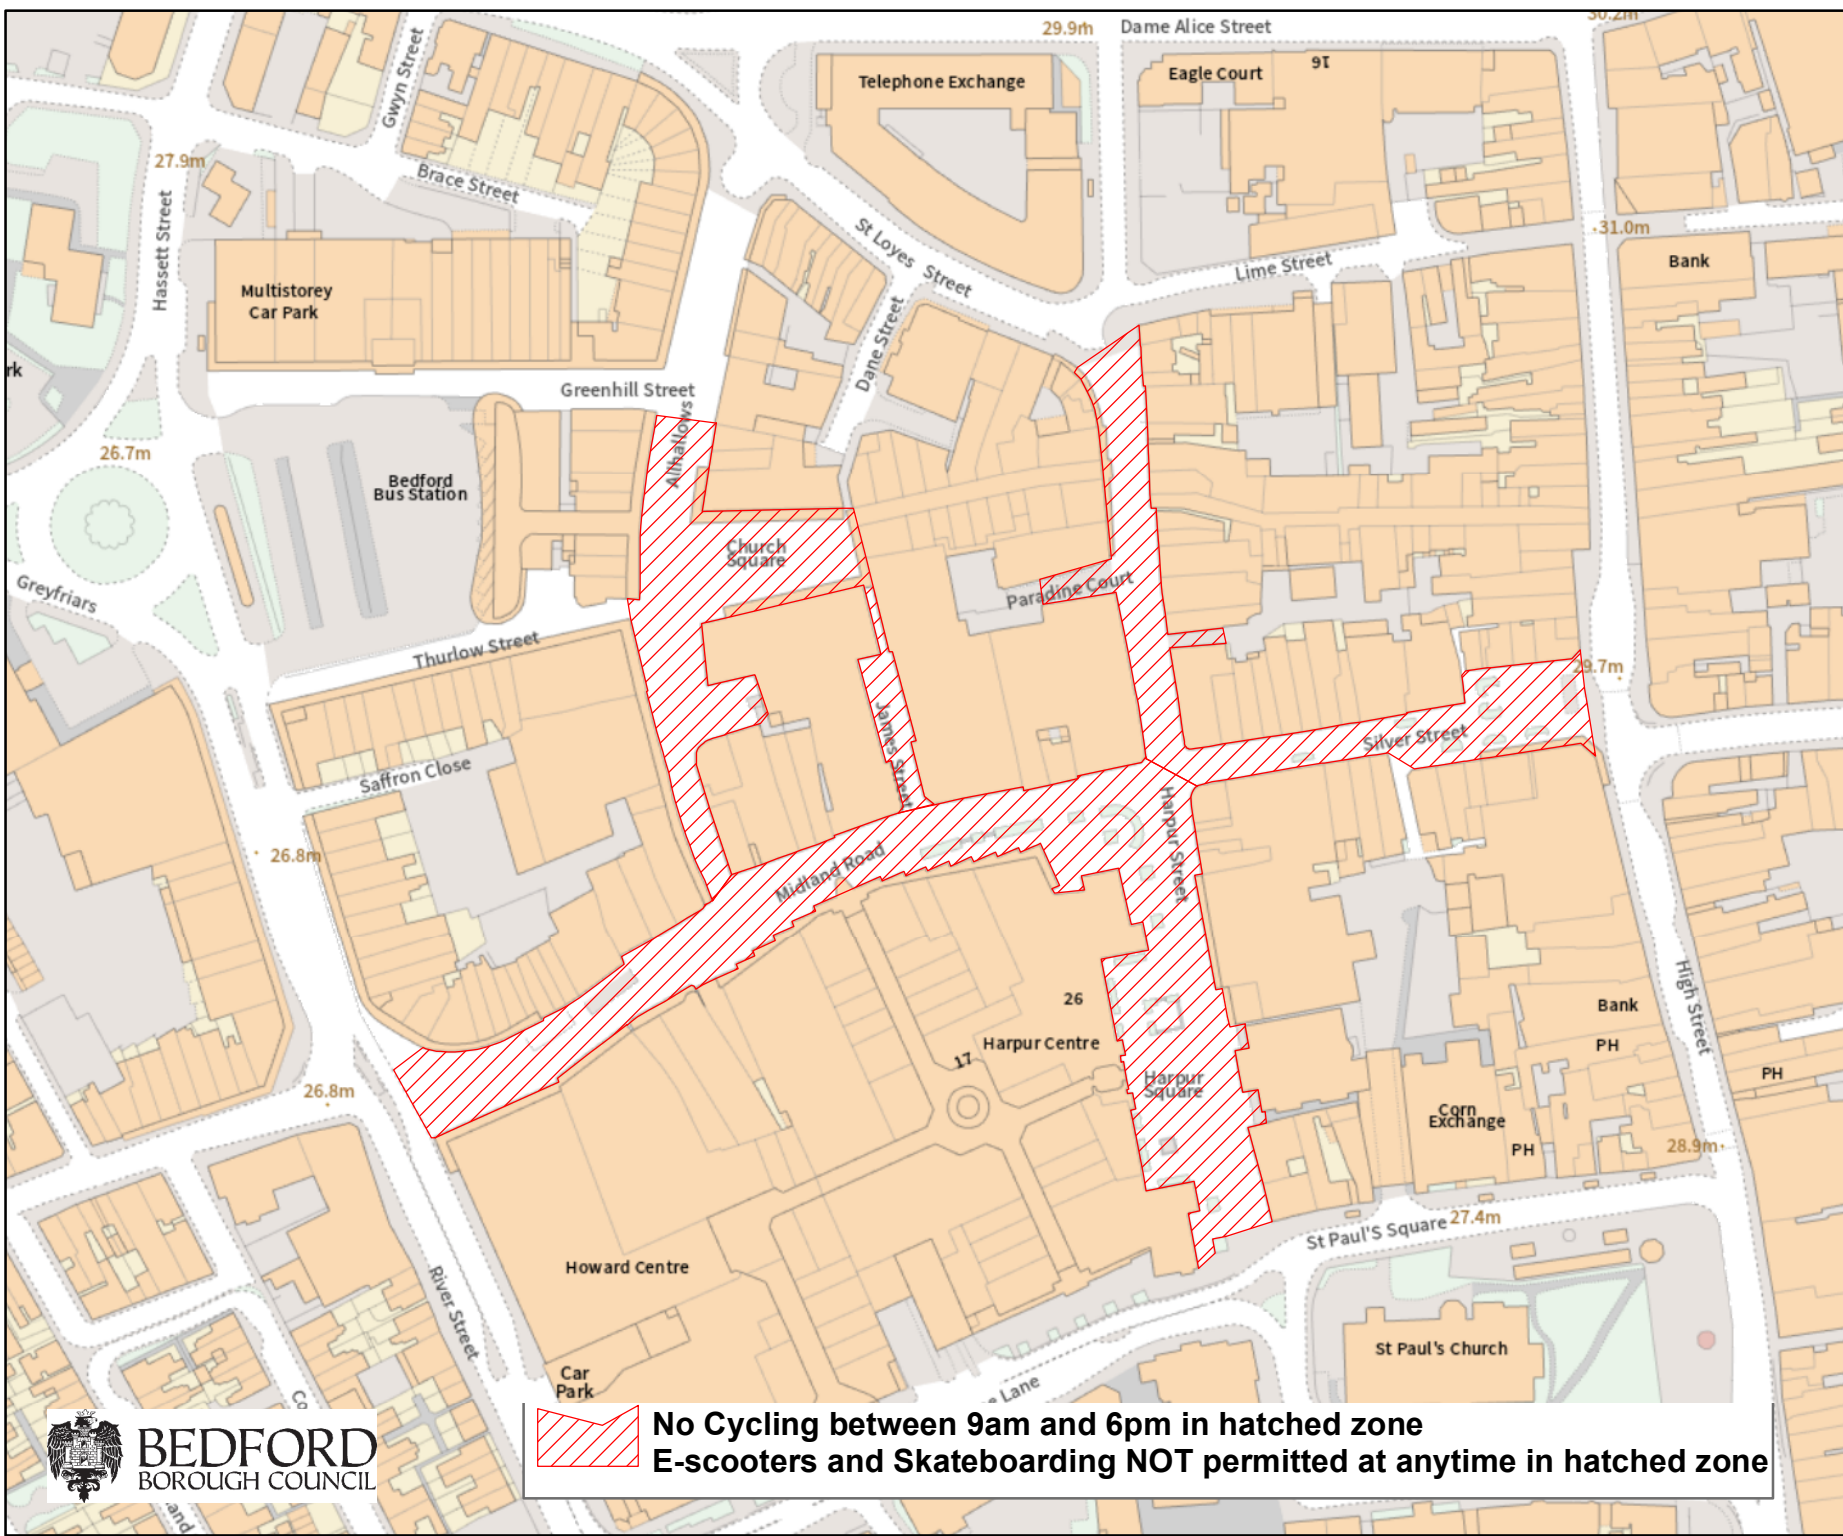 29.9m
Dame Alice Street
30.2m
Gwyn Street
Telephone Exchange
Eagle Court
16
27.9m
Brace Street
Hassett Street
St Loyes Street
31.0m
Lime Street
Bank
Multistorey
Car Park
Dane Street
rk
Greenhill Street
Allhallows
26.7m
Bedford
Bus Station
Church
Square
Greyfriars
Paradine Court
Thurlow Street
29.7m
James Street
Silver Street
Saffron Close
Harpur Street
26.8m
Midland Road
High Street
26
Bank
Harpur Centre
17
PH
PH
Harpur
Square
26.8m
Corn
Exchange
PH
28.9m
27.4m
St Paul'S Square
Howard Centre
River Street
St Paul's Church
Car
Park
e Lane
Co
and
BEDFORD
BOROUGH COUNCIL
No Cycling between 9am and 6pm in hatched zone
E-scooters and Skateboarding NOT permitted at anytime in hatched zone